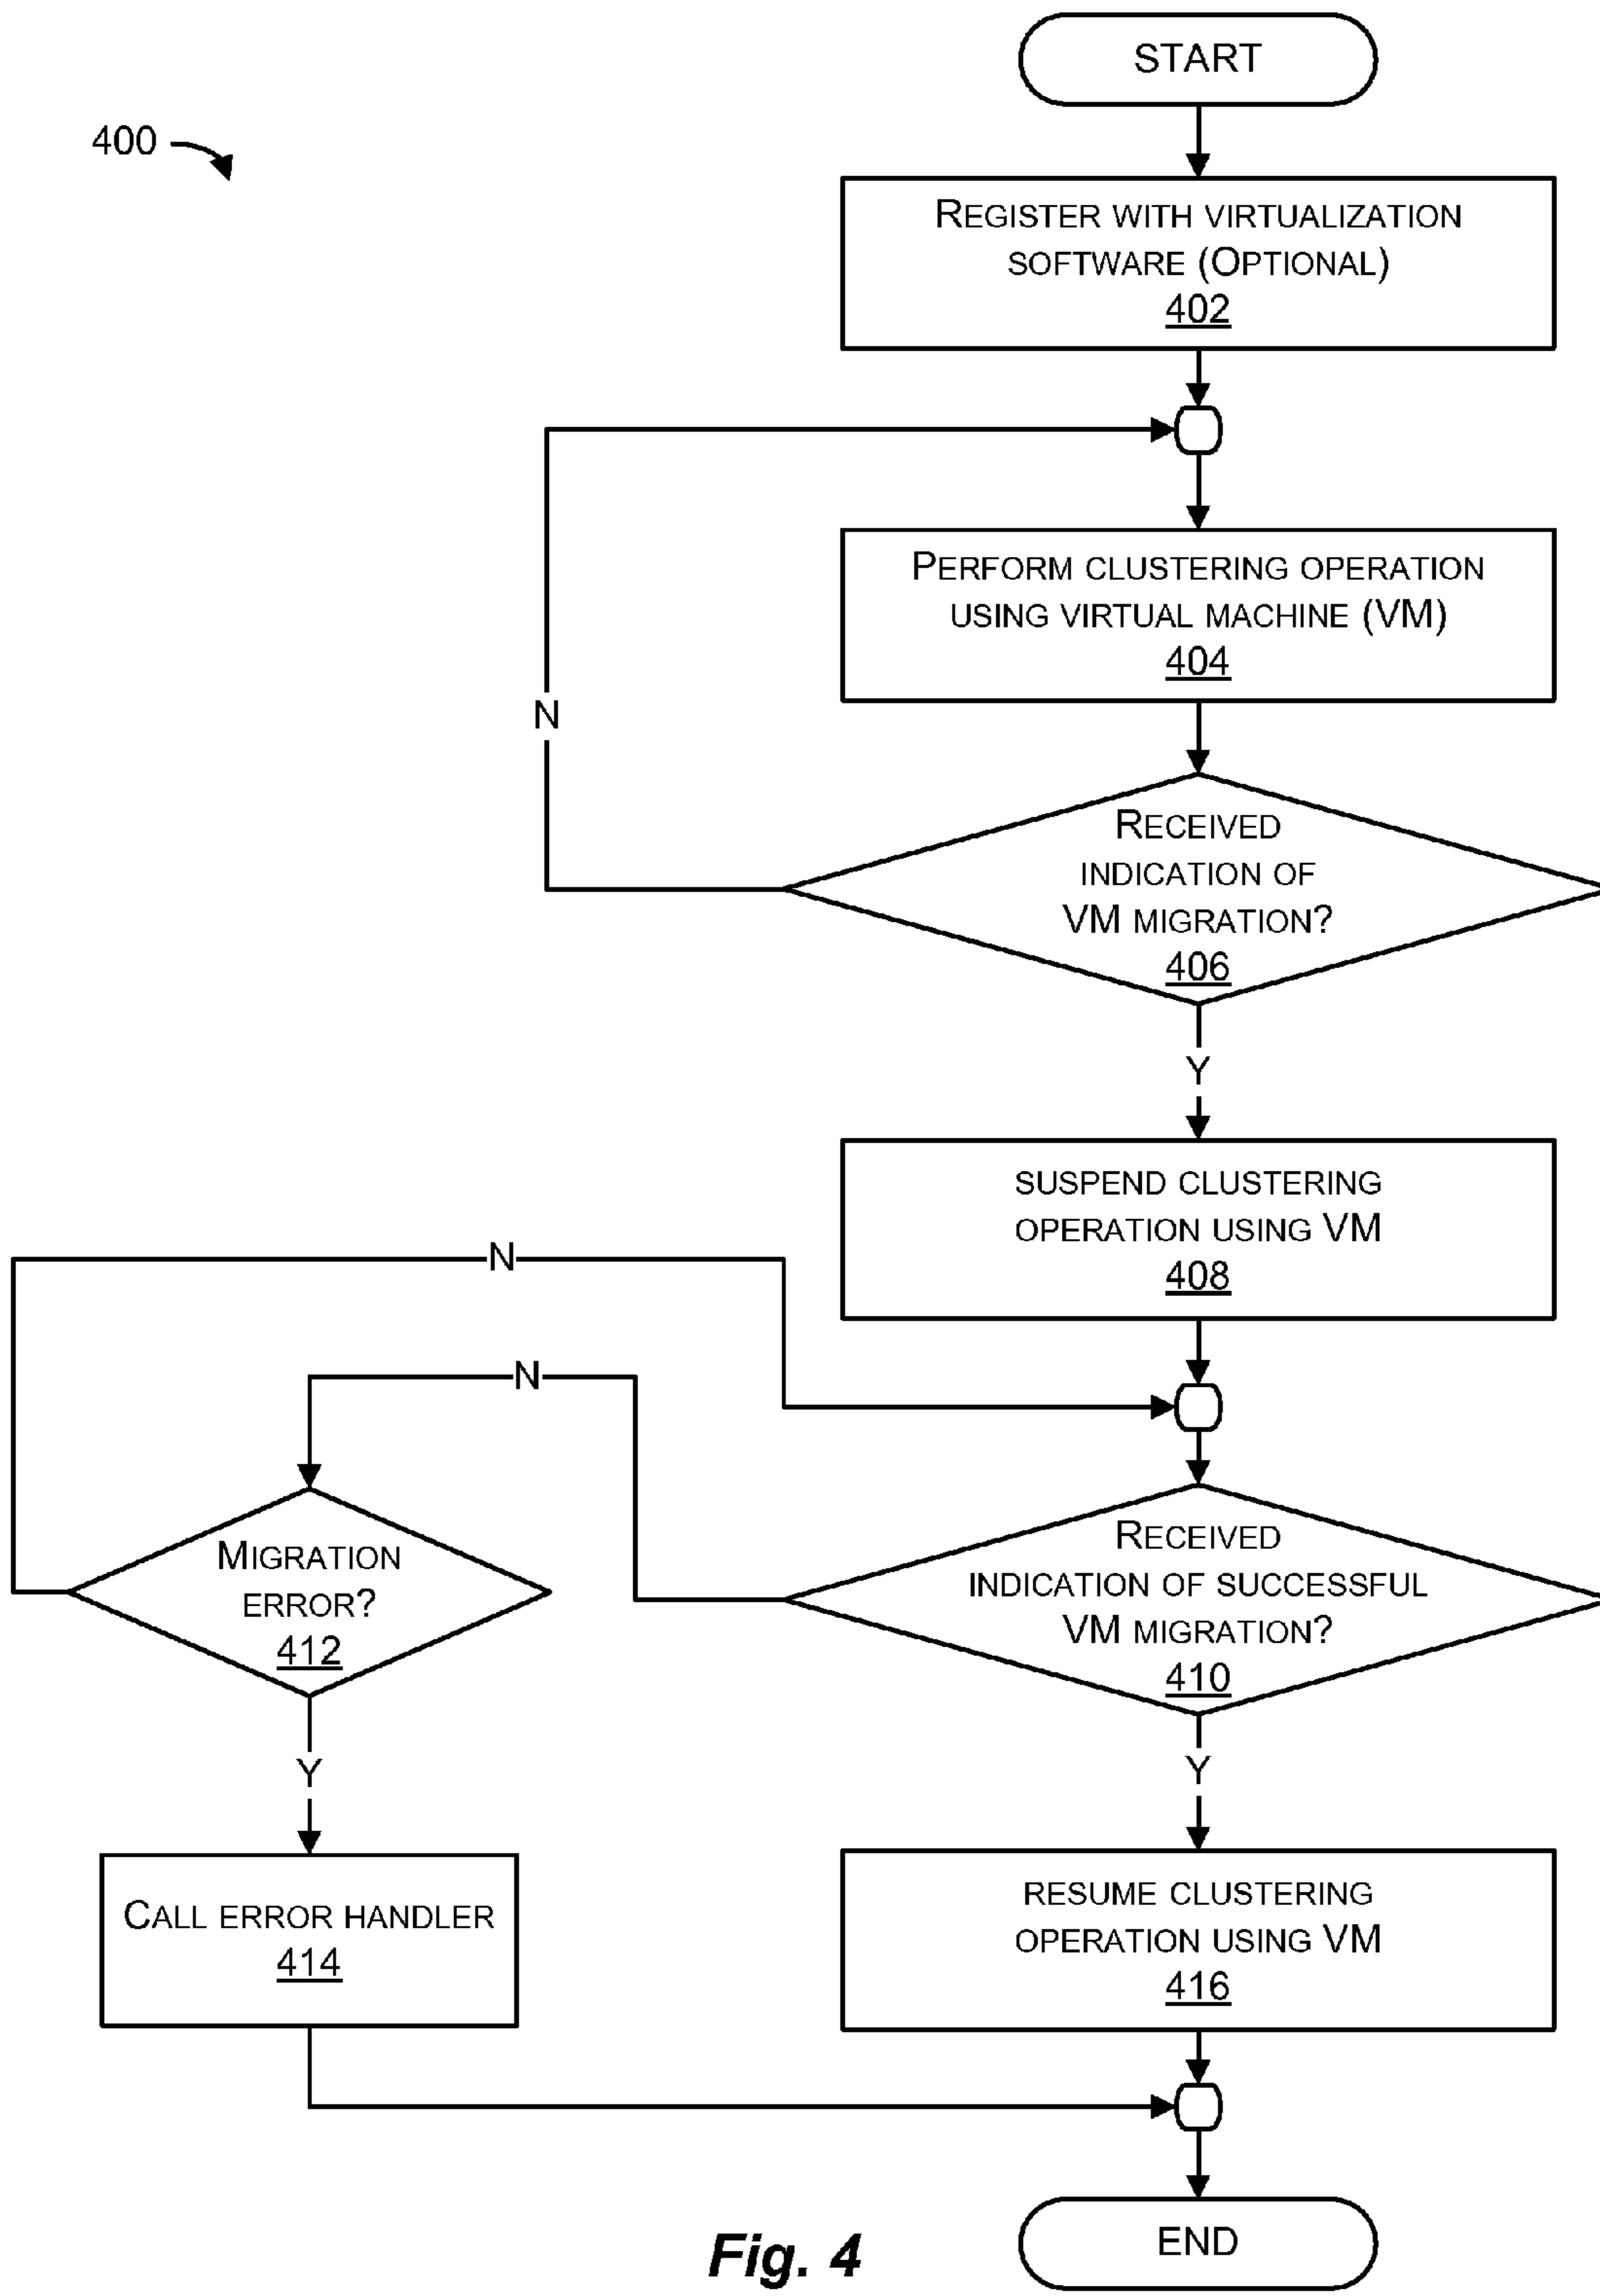 START
400
REGISTER WITH VIRTUALIZATION
SOFTWARE (OPTIONAL)
402
PERFORM CLUSTERING OPERATION
USING VIRTUAL MACHINE (VM)
404
N
RECEIVED
INDICATION OF
VM MIGRATION?
406
Y
SUSPEND CLUSTERING
OPERATION USING VM
408
N
N
RECEIVED
INDICATION OF SUCCESSFUL
VM MIGRATION?
410
MIGRATION
ERROR?
412
Y
Y
CALL ERROR HANDLER
414
RESUME CLUSTERING
OPERATION USING VM
416
END
Fig. 4